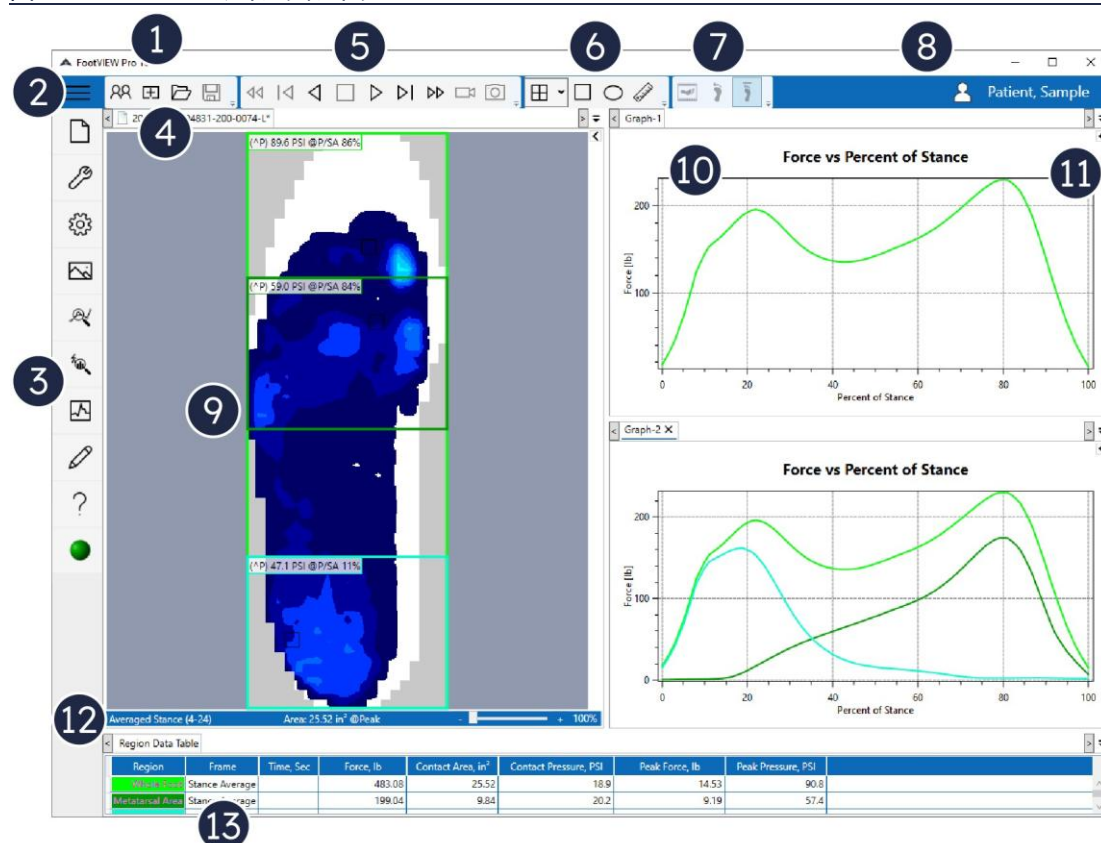 1
5
6
7
8
FootVIEW Pro
2
Patient, Sample
4831-200-0074-L*
4
Graph-1
(^P) 89.6 PSI @P/SA 86%
Force vs Percent of Stance
10
11
200
100
Force [lb]
0 20 40 60 80 100
Percent of Stance
(^P) 59.0 PSI @P/SA 84%
3
9
Graph-2 X
Force vs Percent of Stance
200
100
0
Force [lb]
0 20 40 60 80 100
Percent of Stance
(^P) 47.1 PSI @P/SA 11%
12
Averaged Stance (4-24) Area: 25.52 in² @Peak - + 100%
Region Data Table
Region Frame Time, Sec Force, lb Contact Area, in² Contact Pressure, PSI Peak Force, lb Peak Pressure, PSI
Stance Average 483.08 25.52 18.9 14.53 90.8
Metatarsal Area Stance Average 199.04 9.84 20.2 9.19 57.4
13